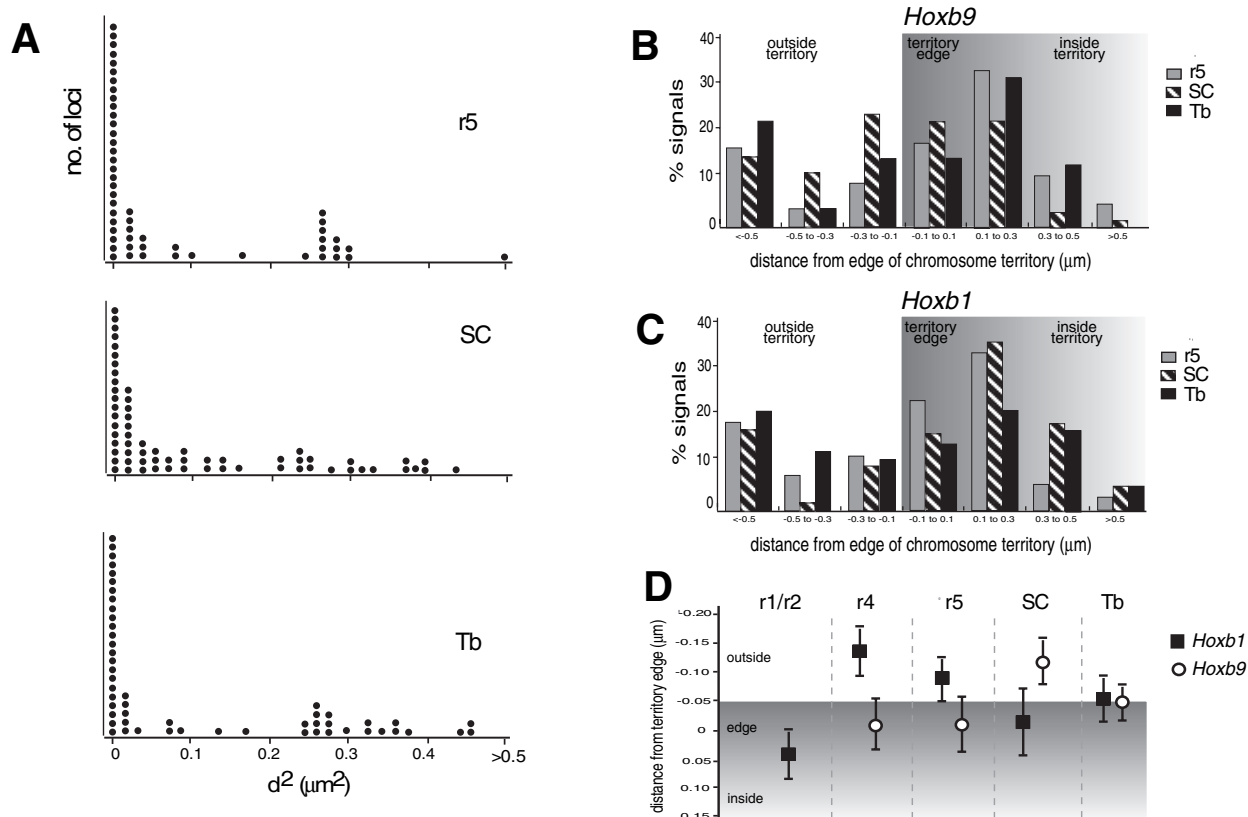 A
no. of loci
r5
SC
Tb
0 0.1 0.2 0.3 0.4 >0.5
d² (µm²)
B
Hoxb9
% signals
40
30
20
10
0
outside
territory
territory
edge
inside
territory
r5
SC
Tb
<-0.5 -0.5 to -0.3 -0.3 to -0.1 -0.1 to 0.1 0.1 to 0.3 0.3 to 0.5 >0.5
distance from edge of chromosome territory (µm)
C
Hoxb1
% signals
40
30
20
10
0
outside
territory
territory
edge
inside
territory
r5
SC
Tb
<-0.5 -0.5 to -0.3 -0.3 to -0.1 -0.1 to 0.1 0.1 to 0.3 0.3 to 0.5 >0.5
distance from edge of chromosome territory (µm)
D
r1/r2 r4 r5 SC Tb
distance from territory edge (µm)
-0.20
-0.15
-0.10
-0.05
0
0.05
0.10
0.15
outside
edge
inside
Hoxb1
Hoxb9